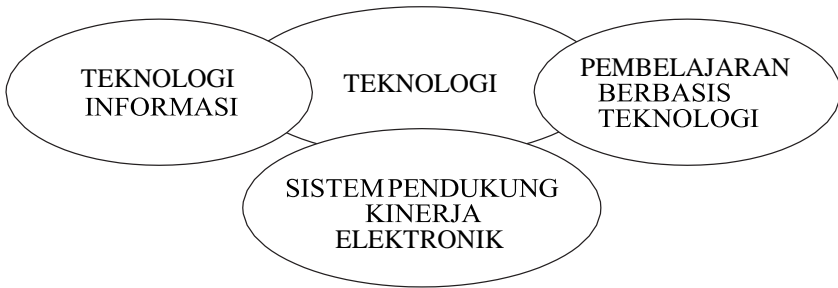 TEKNOLOGI
INFORMASI
TEKNOLOGI
PEMBELAJARAN
BERBASIS
TEKNOLOGI
SISTEM PENDUKUNG
KINERJA
ELEKTRONIK